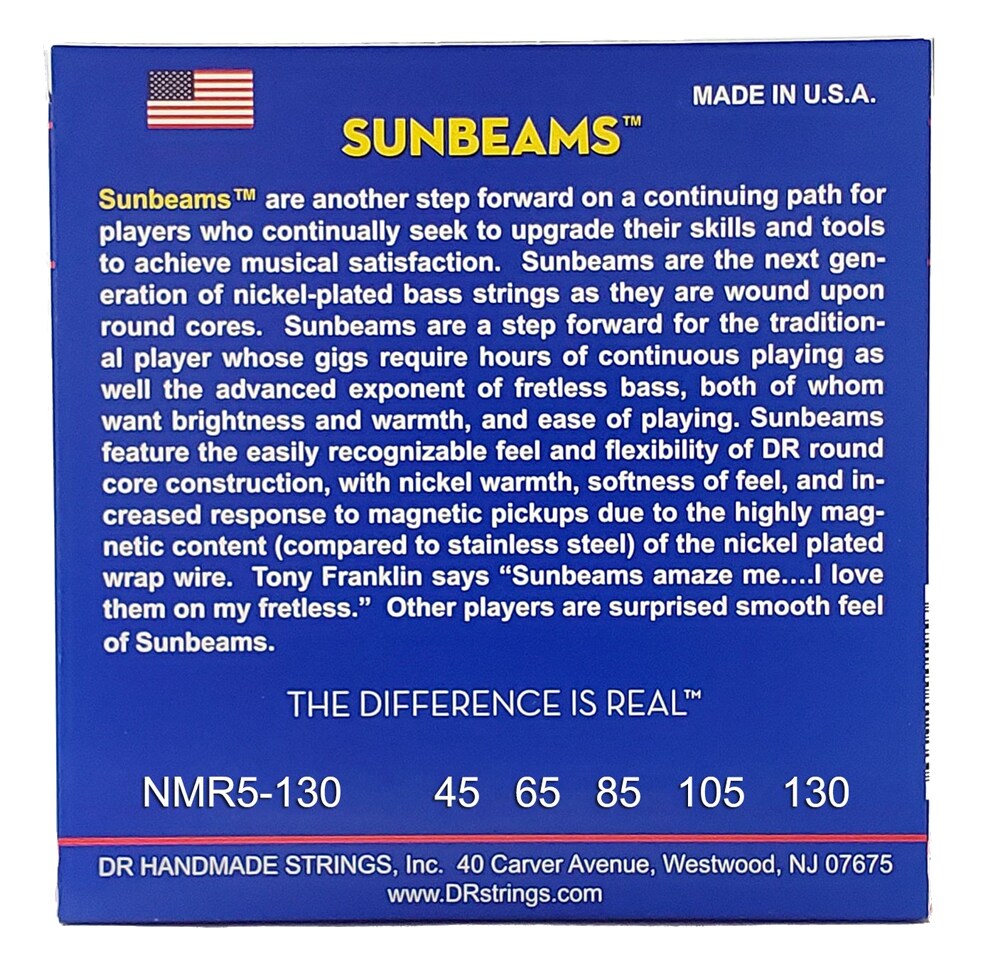 MADE IN U.S.A.
SUNBEAMS™
Sunbeams™ are another step forward on a continuing path for
players who continually seek to upgrade their skills and tools
to achieve musical satisfaction.  Sunbeams are the next gen-
eration of nickel-plated bass strings as they are wound upon
round cores.  Sunbeams are a step forward for the tradition-
al player whose gigs require hours of continuous playing as
well the advanced exponent of fretless bass, both of whom
want brightness and warmth, and ease of playing. Sunbeams
feature the easily recognizable feel and flexibility of DR round
core construction, with nickel warmth, softness of feel, and in-
creased response to magnetic pickups due to the highly mag-
netic content (compared to stainless steel) of the nickel plated
wrap wire.  Tony Franklin says “Sunbeams amaze me....I love
them on my fretless.”  Other players are surprised smooth feel
of Sunbeams.
THE DIFFERENCE IS REAL™
NMR5-130 45 65 85 105 130
DR HANDMADE STRINGS, Inc.  40 Carver Avenue, Westwood, NJ 07675
www.DRstrings.com